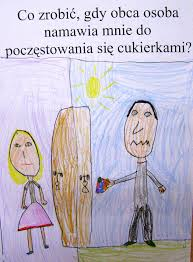 Co zrobić, gdy obca osoba
namawia mnie do
poczęstowania się cukierkami?